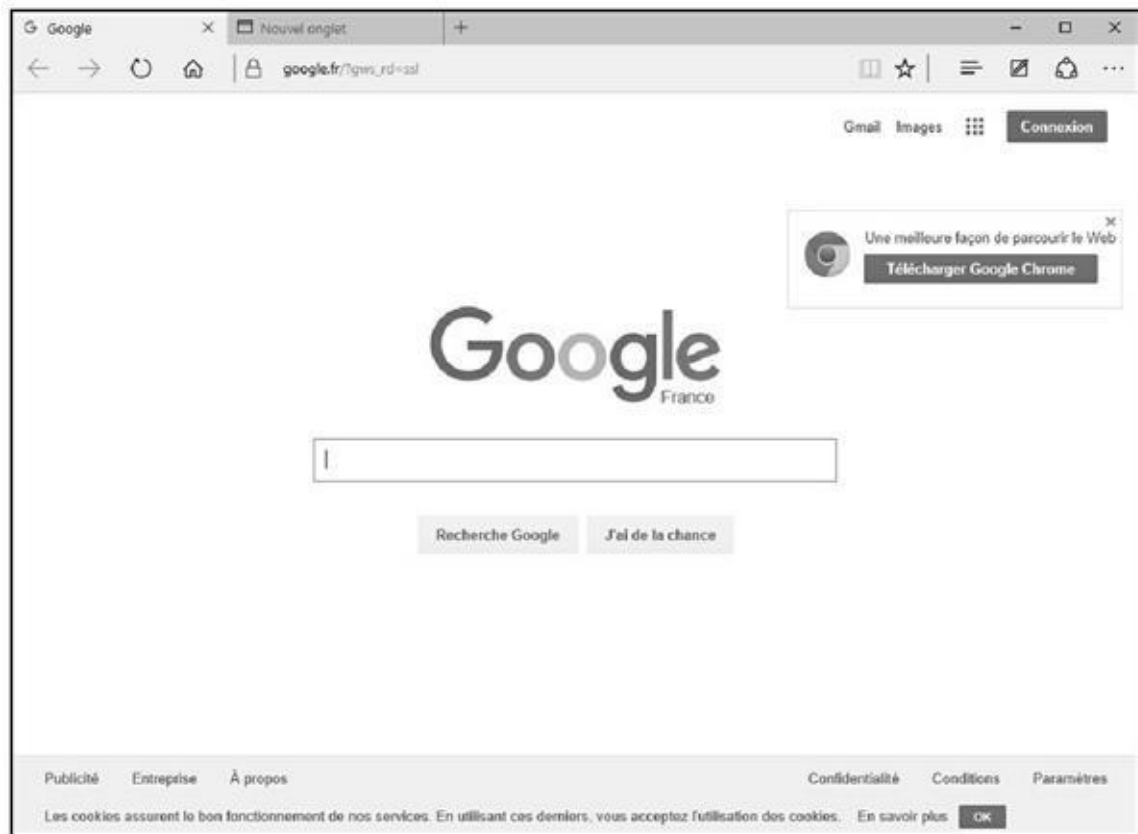 Google Nouvel onglet
google.fr/?gws_rd=ssl
Gmail Images Connexion
Une meilleure façon de parcourir le Web
Télécharger Google Chrome
Google
France
Recherche Google J'ai de la chance
Publicité Entreprise À propos Confidentialité Conditions Paramètres
Les cookies assurent le bon fonctionnement de nos services. En utilisant ces derniers, vous acceptez l'utilisation des cookies. En savoir plus OK